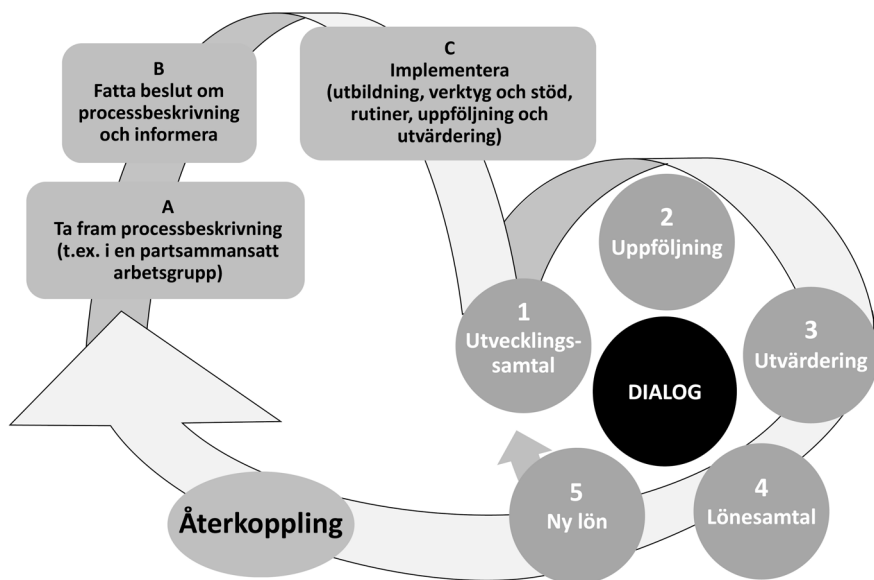 A
Ta fram processbeskrivning
(t.ex. i en partsammansatt
arbetsgrupp)
B
Fatta beslut om
processbeskrivning
och informera
C
Implementera
(utbildning, verktyg och stöd,
rutiner, uppföljning och
utvärdering)
1
Utvecklings-
samtal
2
Uppföljning
3
Utvärdering
4
Lönesamtal
5
Ny lön
DIALOG
Återkoppling